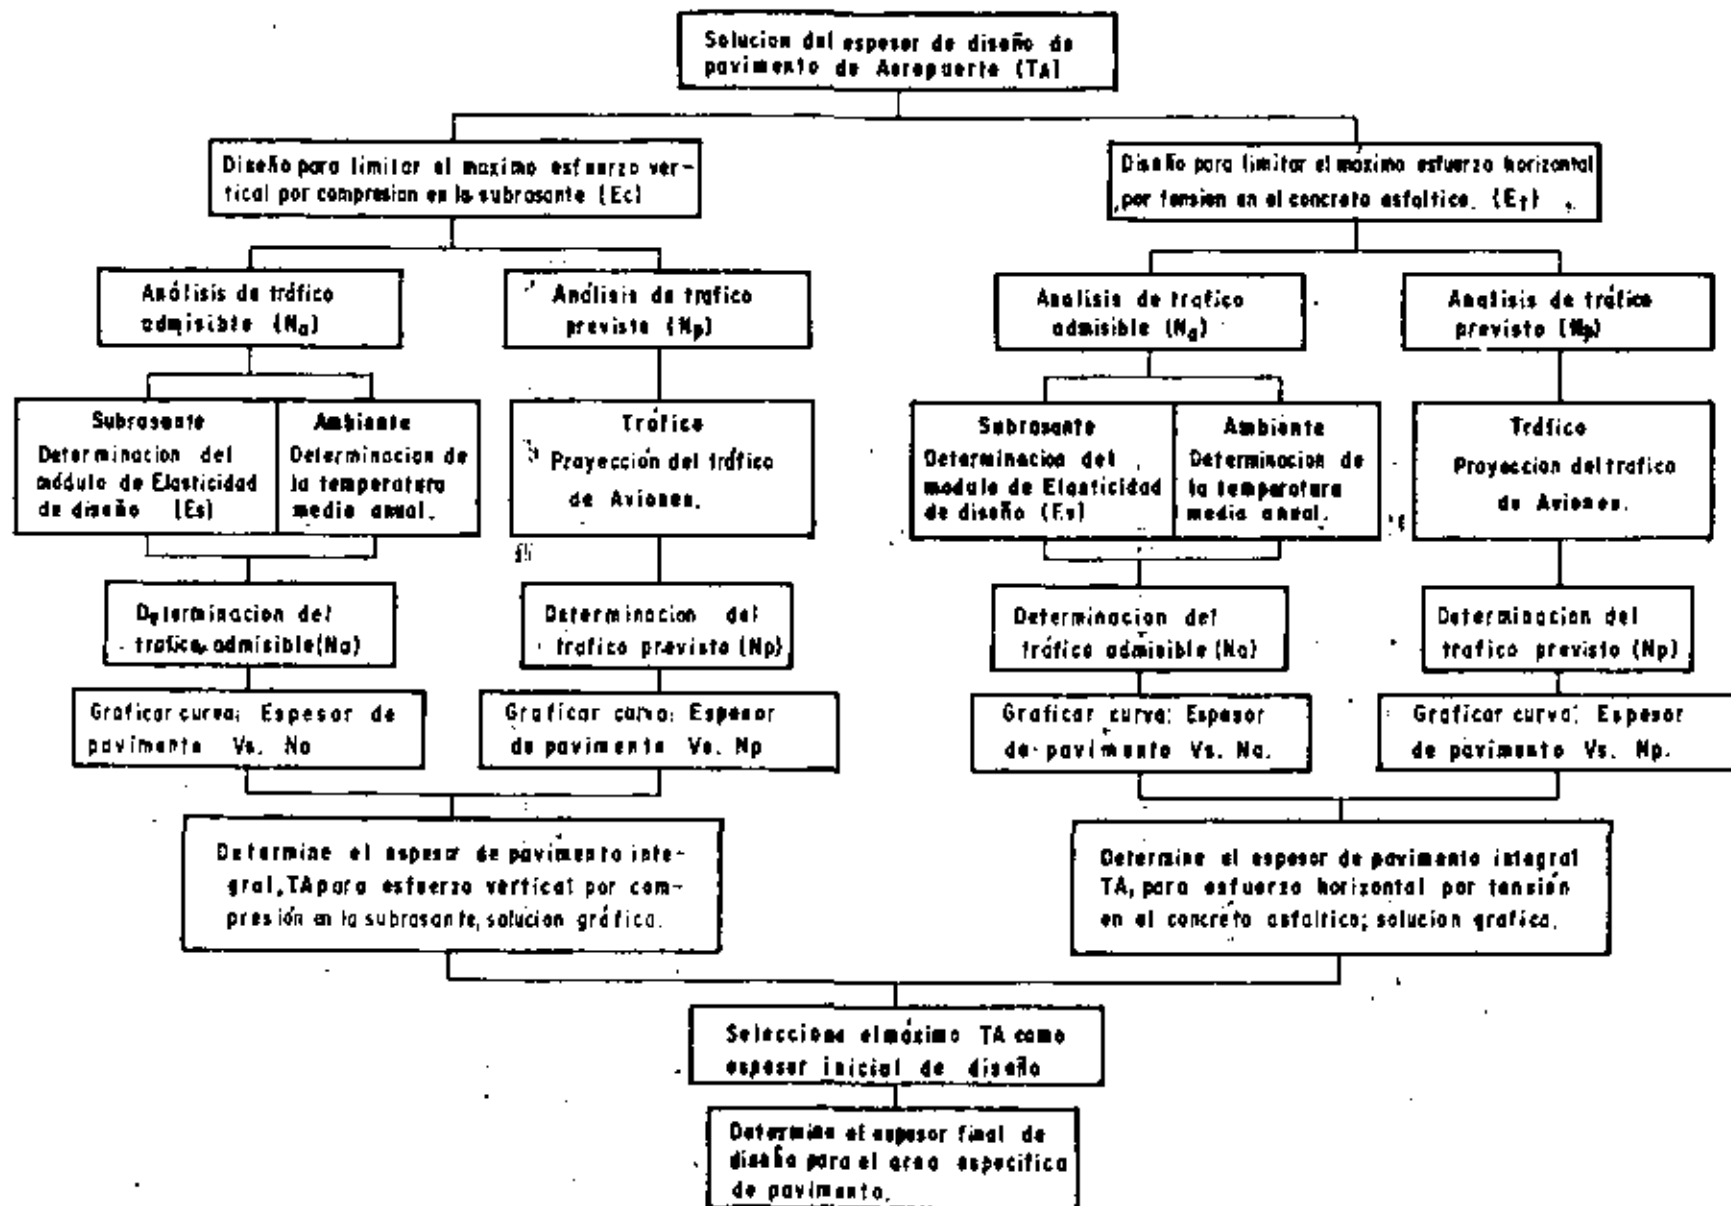 Solucion del espesor de diseño de
pavimento de Aeropuerto (TA)
Diseño para limitar el maximo esfuerzo ver-
tical por compresion en la subrasante (Ec)
Diseño para limitar el maximo esfuerzo horizontal
por tension en el concreto asfaltico. (Et)
Análisis de tráfico
admisible (Na)
Análisis de trafico
previsto (Np)
Analisis de trafico
admisible (Na)
Analisis de tráfico
previsto (Np)
Subrasante
Determinacion del
módulo de Elasticidad
de diseño (Es)
Ambiente
Determinacion de
la temperatura
media anual.
Tráfico
Proyección del tráfico
de Aviones.
Subrasante
Determinacion del
modulo de Elasticidad
de diseño (Es)
Ambiente
Determinacion de
la temperatura
media anual.
Tráfico
Proyeccion del trafico
de Aviones.
Determinacion del
trafico admisible (Na)
Determinacion del
trafico previsto (Np)
Determinacion del
tráfico admisible (Na)
Determinacion del
trafico previsto (Np)
Graficar curva: Espesor de
pavimento Vs. Na
Graficar curva: Espesor
de pavimento Vs. Np
Graficar curva: Espesor
de pavimento Vs. Na.
Graficar curva: Espesor
de pavimento Vs. Np.
Determine el espesor de pavimento inte-
gral, TA para esfuerzo vertical por com-
presión en la subrasante, solucion gráfica.
Determine el espesor de pavimento integral
TA, para esfuerzo horizontal por tensión
en el concreto asfaltico; solucion grafica.
Seleccione el máximo TA como
espesor inicial de diseño
Determine el espesor final de
diseño para el area especifica
de pavimento.